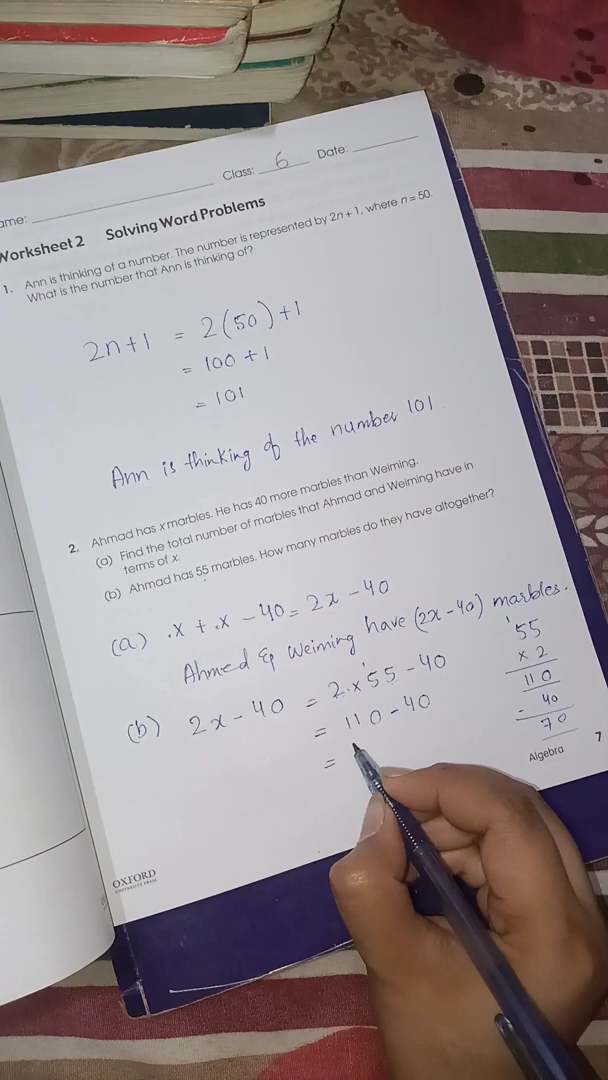 Class: 6 Date:
Worksheet 2 Solving Word Problems
1. Ann is thinking of a number. The number is represented by 2n + 1, where n = 50.
What is the number that Ann is thinking of?
2n+1 = 2(50)+1
= 100 +1
= 101
Ann is thinking of the number 101
2. Ahmad has x marbles. He has 40 more marbles than Weiming.
(a) Find the total number of marbles that Ahmad and Weiming have in
terms of x.
(b) Ahmad has 55 marbles. How many marbles do they have altogether?
(a) x + x - 40 = 2x - 40
Ahmed & Weiming have (2x-40) marbles.
(b) 2x - 40 = 2 x 55 - 40
= 110 - 40
=
1
55
x 2
110
- 40
70
Algebra 7
OXFORD
UNIVERSITY PRESS